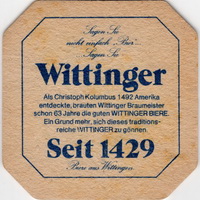 Sagen Sie
nicht einfach "Bier"
Sagen Sie
Wittinger
Als Christoph Kolumbus 1492 Amerika
entdeckte, brauten Wittinger Braumeister
schon 63 Jahre die guten WITTINGER BIERE.
Ein Grund mehr, sich dieses traditions-
reiche WITTINGER zu gönnen.
Seit 1429
Biere aus Wittingen